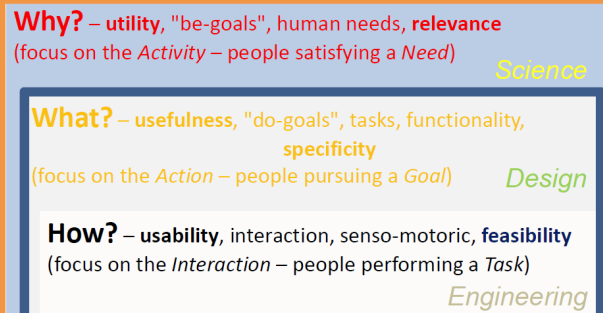 Why? – utility, "be-goals", human needs, relevance
(focus on the Activity – people satisfying a Need)
Science
What? – usefulness, "do-goals", tasks, functionality,
specificity
(focus on the Action – people pursuing a Goal)
Design
How? – usability, interaction, senso-motoric, feasibility
(focus on the Interaction – people performing a Task)
Engineering